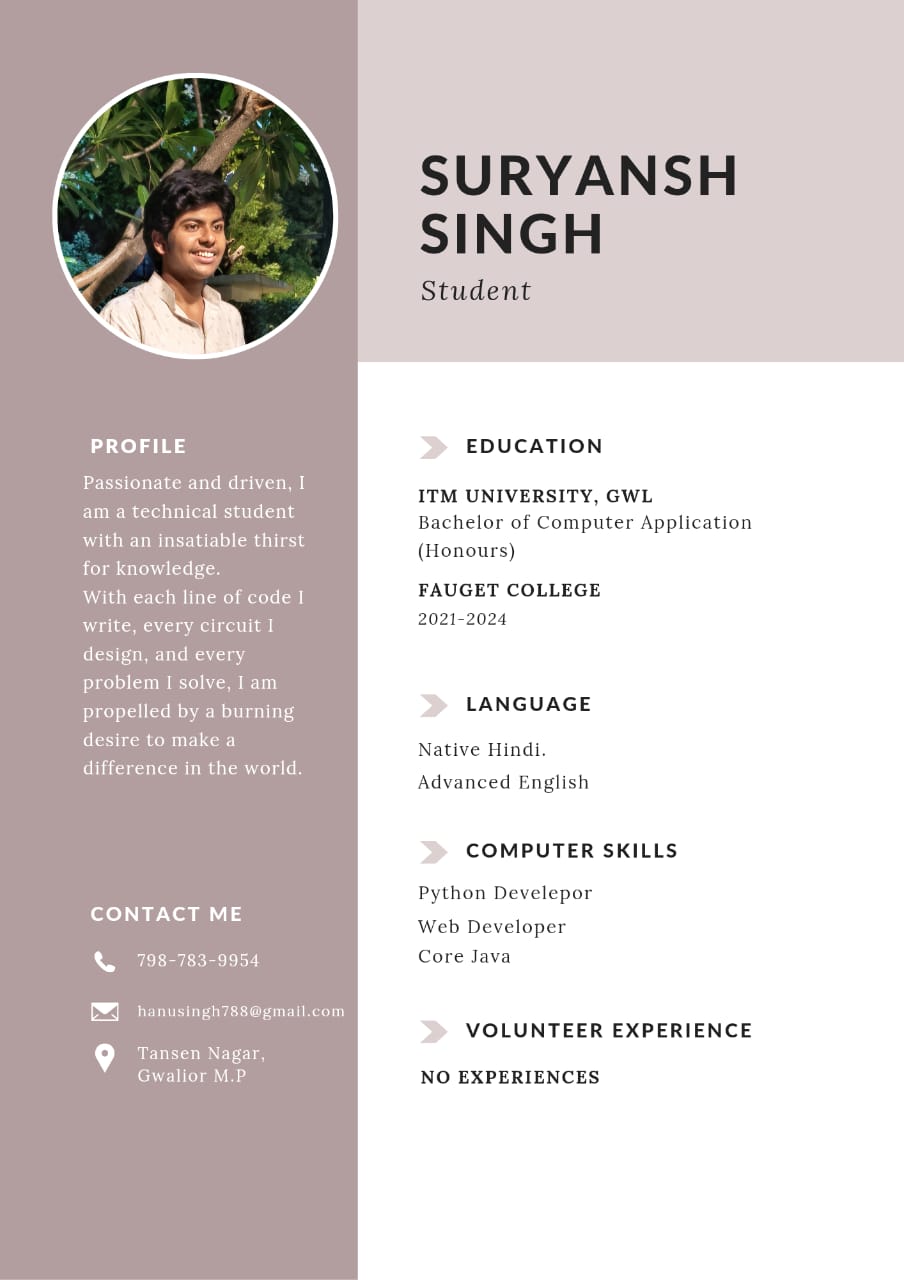 SURYANSH
SINGH
Student
PROFILE
Passionate and driven, I
am a technical student
with an insatiable thirst
for knowledge.
With each line of code I
write, every circuit I
design, and every
problem I solve, I am
propelled by a burning
desire to make a
difference in the world.
CONTACT ME
798-783-9954
hanusingh788@gmail.com
Tansen Nagar,
Gwalior M.P
EDUCATION
ITM UNIVERSITY, GWL
Bachelor of Computer Application
(Honours)
FAUGET COLLEGE
2021-2024
LANGUAGE
Native Hindi.
Advanced English
COMPUTER SKILLS
Python Develepor
Web Developer
Core Java
VOLUNTEER EXPERIENCE
NO EXPERIENCES